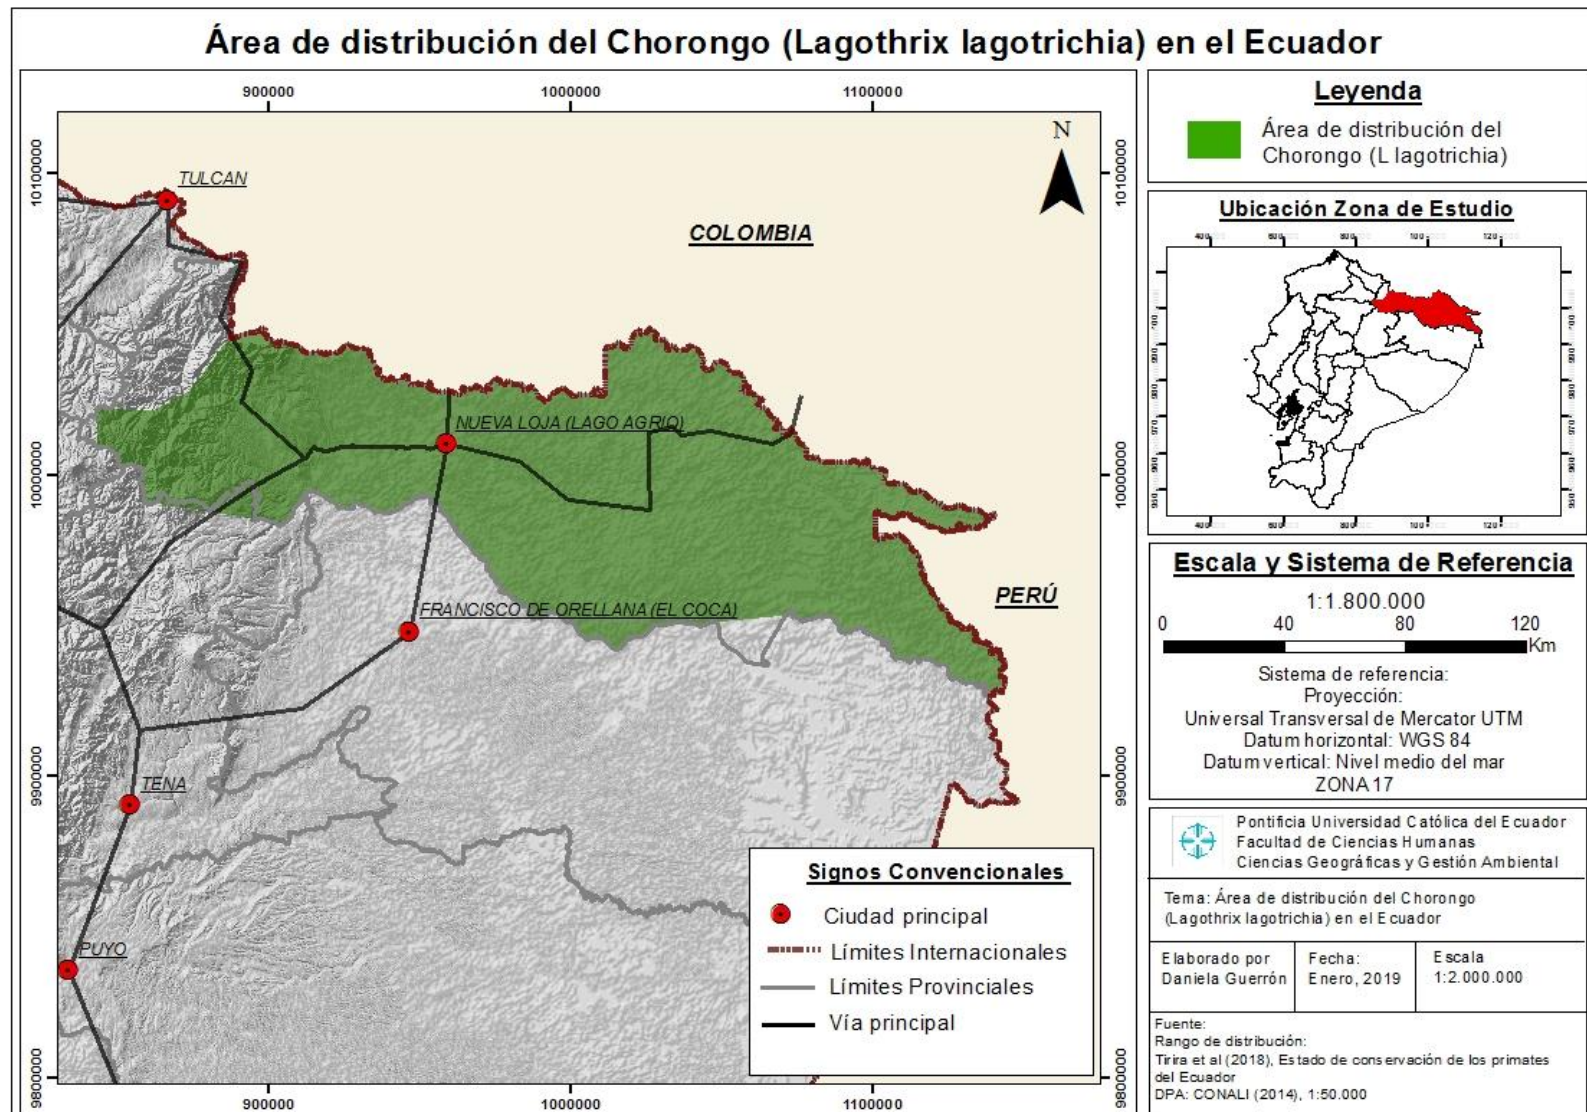 Área de distribución del Chorongo (Lagothrix lagotrichia) en el Ecuador
900000
1000000
1100000
10100000
10000000
9900000
9800000
10100000
10000000
9900000
9800000
N
TULCAN
COLOMBIA
NUEVA LOJA (LAGO AGRIO)
PERÚ
FRANCISCO DE ORELLANA (EL COCA)
TENA
PUYO
Signos Convencionales
Ciudad principal
Límites Internacionales
Límites Provinciales
Vía principal
900000
1000000
1100000
Leyenda
Área de distribución del
Chorongo (L lagotrichia)
Ubicación Zona de Estudio
Escala y Sistema de Referencia
1:1.800.000
0 40 80 120
Km
Sistema de referencia:
Proyección:
Universal Transversal de Mercator UTM
Datum horizontal: WGS 84
Datum vertical: Nivel medio del mar
ZONA 17
Pontificia Universidad Católica del Ecuador
Facultad de Ciencias Humanas
Ciencias Geográficas y Gestión Ambiental
Tema: Área de distribución del Chorongo
(Lagothrix lagotrichia) en el Ecuador
Elaborado por
Daniela Guerrón
Fecha:
Enero, 2019
Escala
1:2.000.000
Fuente:
Rango de distribución:
Tirira et al (2018), Estado de conservación de los primates
del Ecuador
DPA: CONALI (2014), 1:50.000